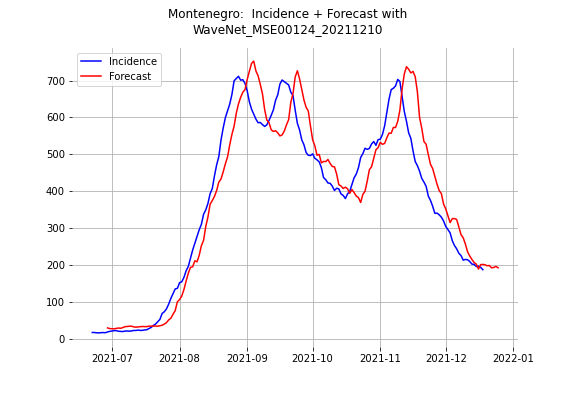 Montenegro:  Incidence + Forecast with
WaveNet_MSE00124_20211210
Incidence
Forecast
700
600
500
400
300
200
100
0
2021-07 2021-08 2021-09 2021-10 2021-11 2021-12 2022-01